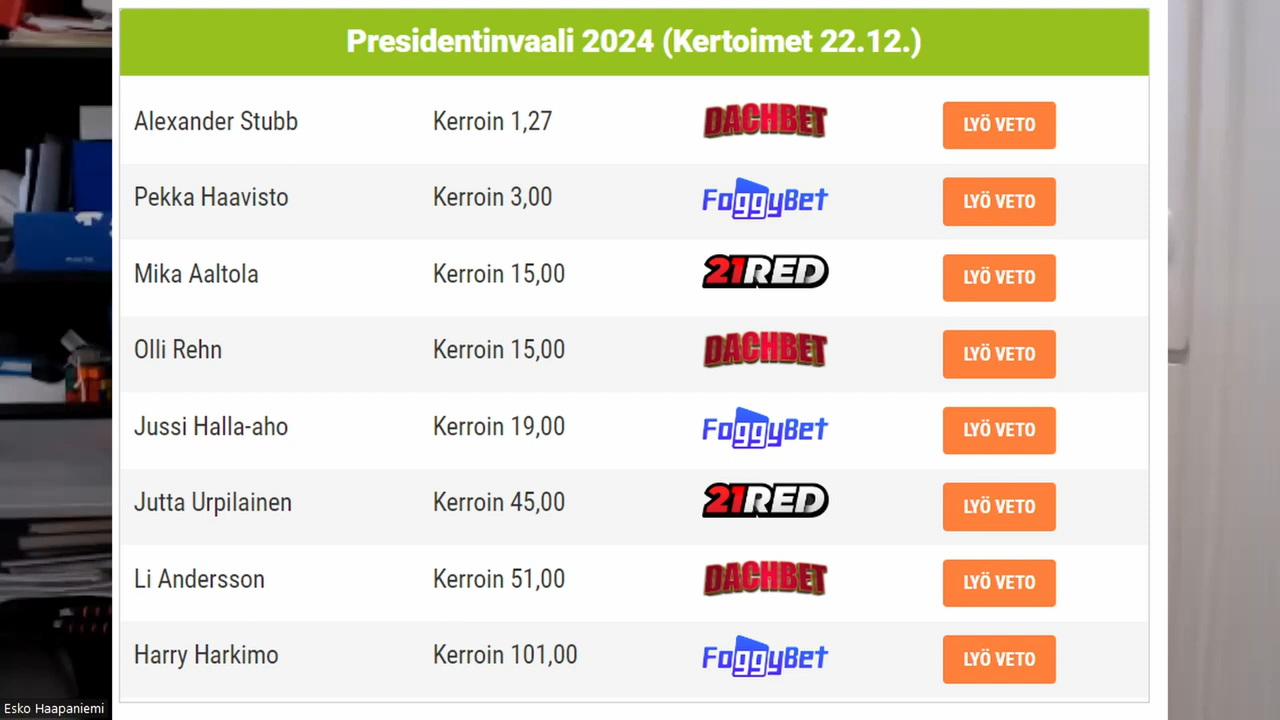 Presidentinvaali 2024 (Kertoimet 22.12.)
Alexander Stubb Kerroin 1,27 DACHBET LYÖ VETO
Pekka Haavisto Kerroin 3,00 FoggyBet LYÖ VETO
Mika Aaltola Kerroin 15,00 21RED LYÖ VETO
Olli Rehn Kerroin 15,00 DACHBET LYÖ VETO
Jussi Halla-aho Kerroin 19,00 FoggyBet LYÖ VETO
Jutta Urpilainen Kerroin 45,00 21RED LYÖ VETO
Li Andersson Kerroin 51,00 DACHBET LYÖ VETO
Harry Harkimo Kerroin 101,00 FoggyBet LYÖ VETO
Esko Haapaniemi